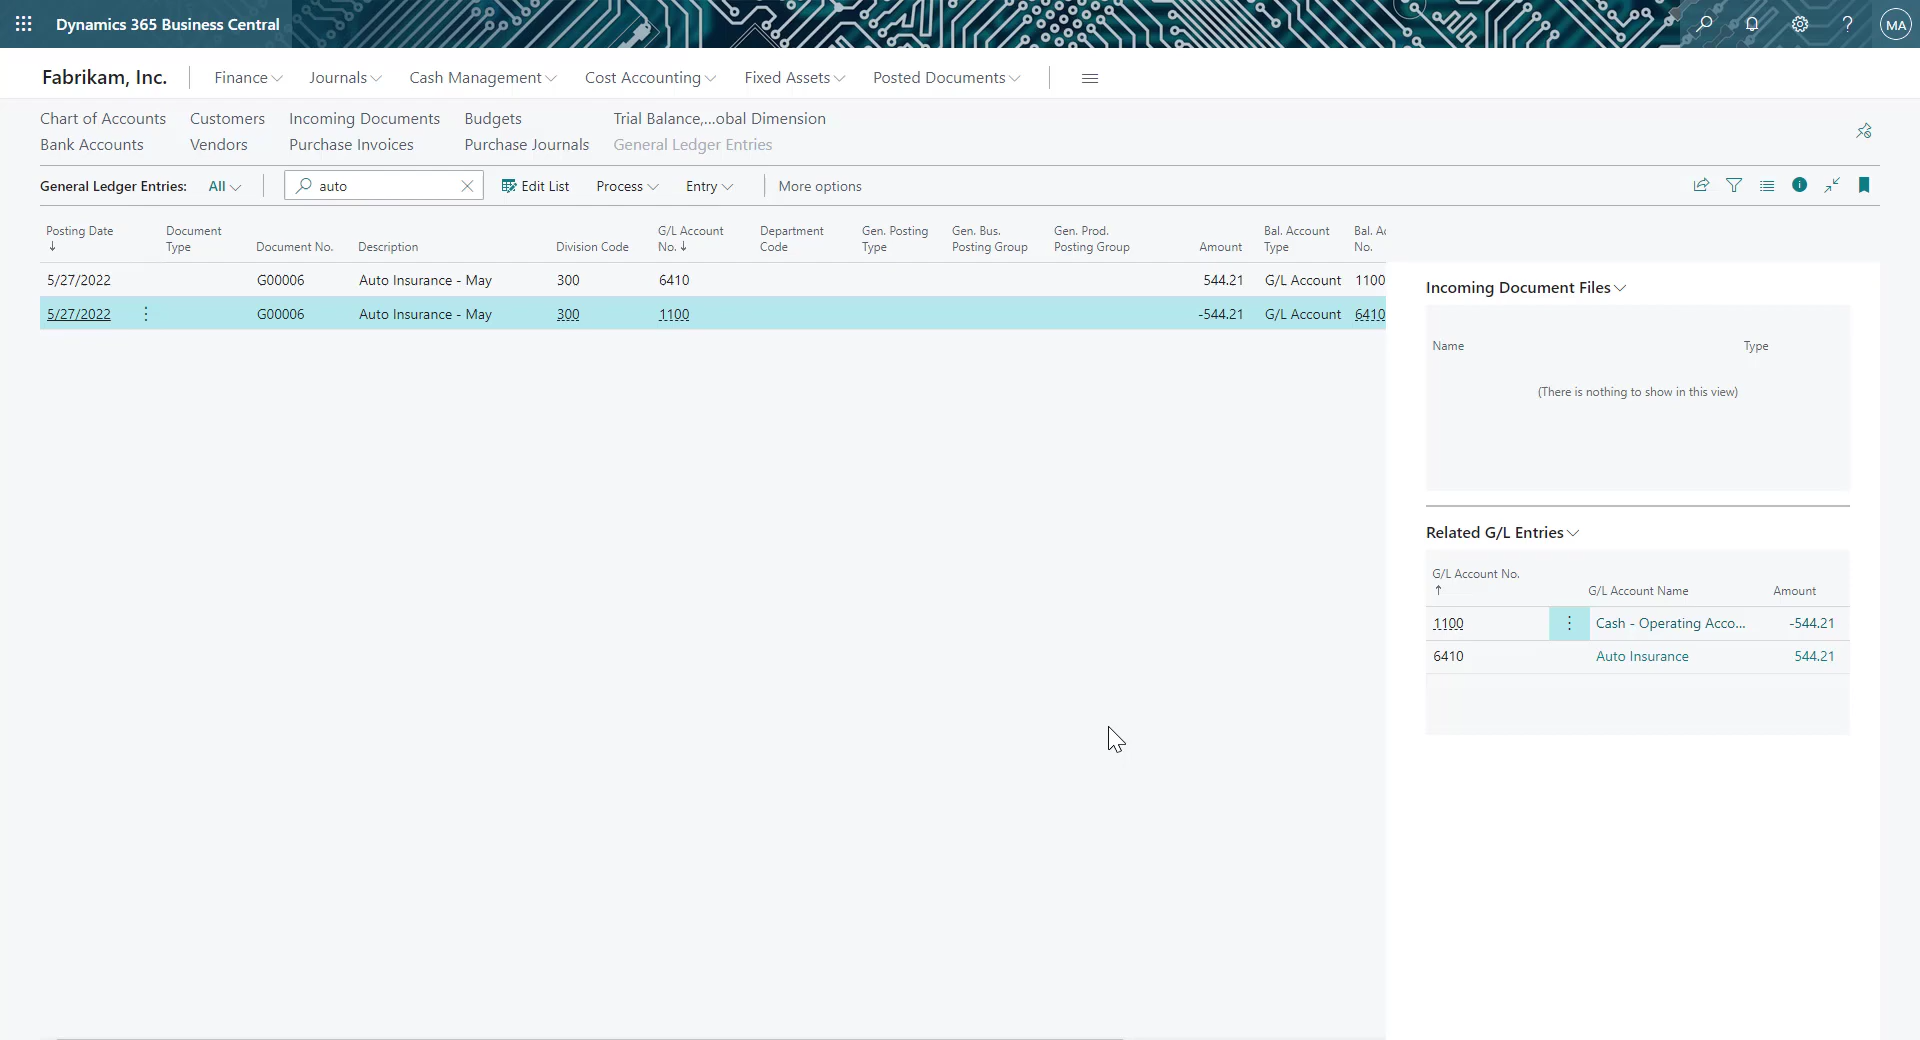 Dynamics 365 Business Central
?
MA
Fabrikam, Inc.
Finance
Journals
Cash Management
Cost Accounting
Fixed Assets
Posted Documents
Chart of Accounts
Customers
Incoming Documents
Budgets
Trial Balance,...obal Dimension
Bank Accounts
Vendors
Purchase Invoices
Purchase Journals
General Ledger Entries
General Ledger Entries:
All
auto
Edit List
Process
Entry
More options
Posting Date ↓
Document Type
Document No.
Description
Division Code
G/L Account No. ↓
Department Code
Gen. Posting Type
Gen. Bus. Posting Group
Gen. Prod. Posting Group
Amount
Bal. Account Type
Bal. Ac No.
5/27/2022 G00006 Auto Insurance - May 300 6410 544.21 G/L Account 1100
5/27/2022 G00006 Auto Insurance - May 300 1100 -544.21 G/L Account 6410
Incoming Document Files
Name Type
(There is nothing to show in this view)
Related G/L Entries
G/L Account No. ↑
G/L Account Name
Amount
1100 Cash - Operating Acco... -544.21
6410 Auto Insurance 544.21